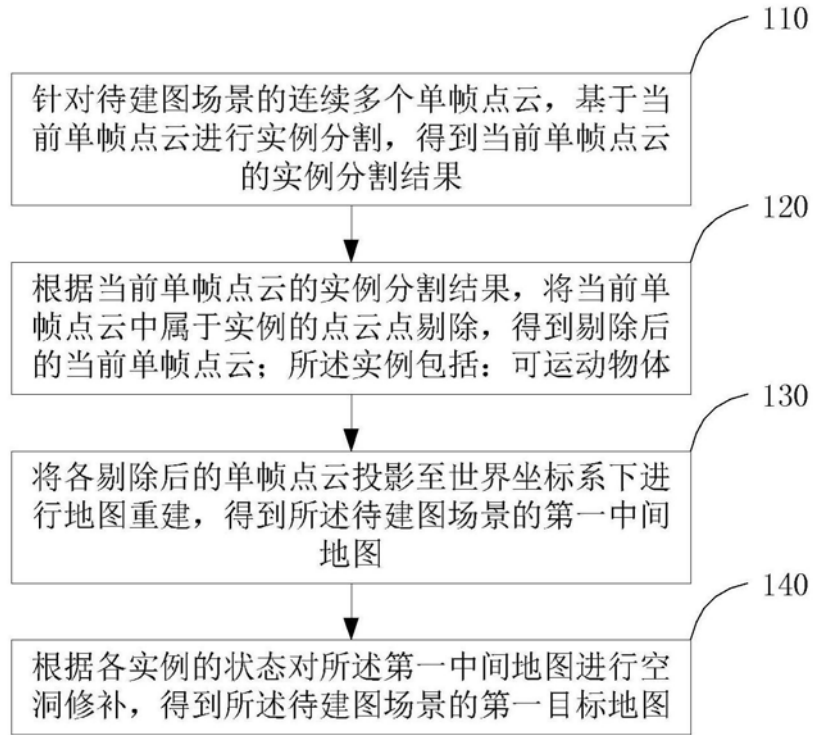 110
针对待建图场景的连续多个单帧点云，基于当
前单帧点云进行实例分割，得到当前单帧点云
的实例分割结果
120
根据当前单帧点云的实例分割结果，将当前单
帧点云中属于实例的点云点剔除，得到剔除后
的当前单帧点云；所述实例包括：可运动物体
130
将各剔除后的单帧点云投影至世界坐标系下进
行地图重建，得到所述待建图场景的第一中间
地图
140
根据各实例的状态对所述第一中间地图进行空
洞修补，得到所述待建图场景的第一目标地图